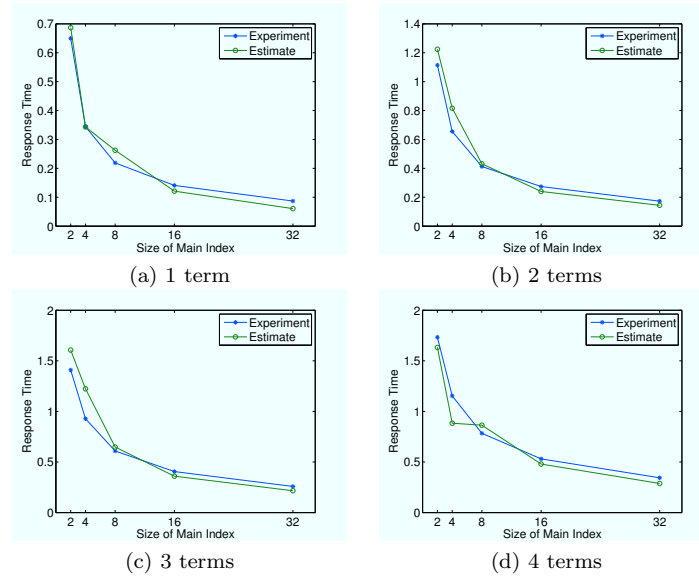 0.7
0.6
0.5
0.4
0.3
0.2
0.1
0
Response Time
Experiment
Estimate
2 4 8 16 32
Size of Main Index
(a) 1 term
1.4
1.2
1
0.8
0.6
0.4
0.2
0
Response Time
Experiment
Estimate
2 4 8 16 32
Size of Main Index
(b) 2 terms
2
1.5
1
0.5
0
Response Time
Experiment
Estimate
2 4 8 16 32
Size of Main Index
(c) 3 terms
2
1.5
1
0.5
0
Response Time
Experiment
Estimate
2 4 8 16 32
Size of Main Index
(d) 4 terms